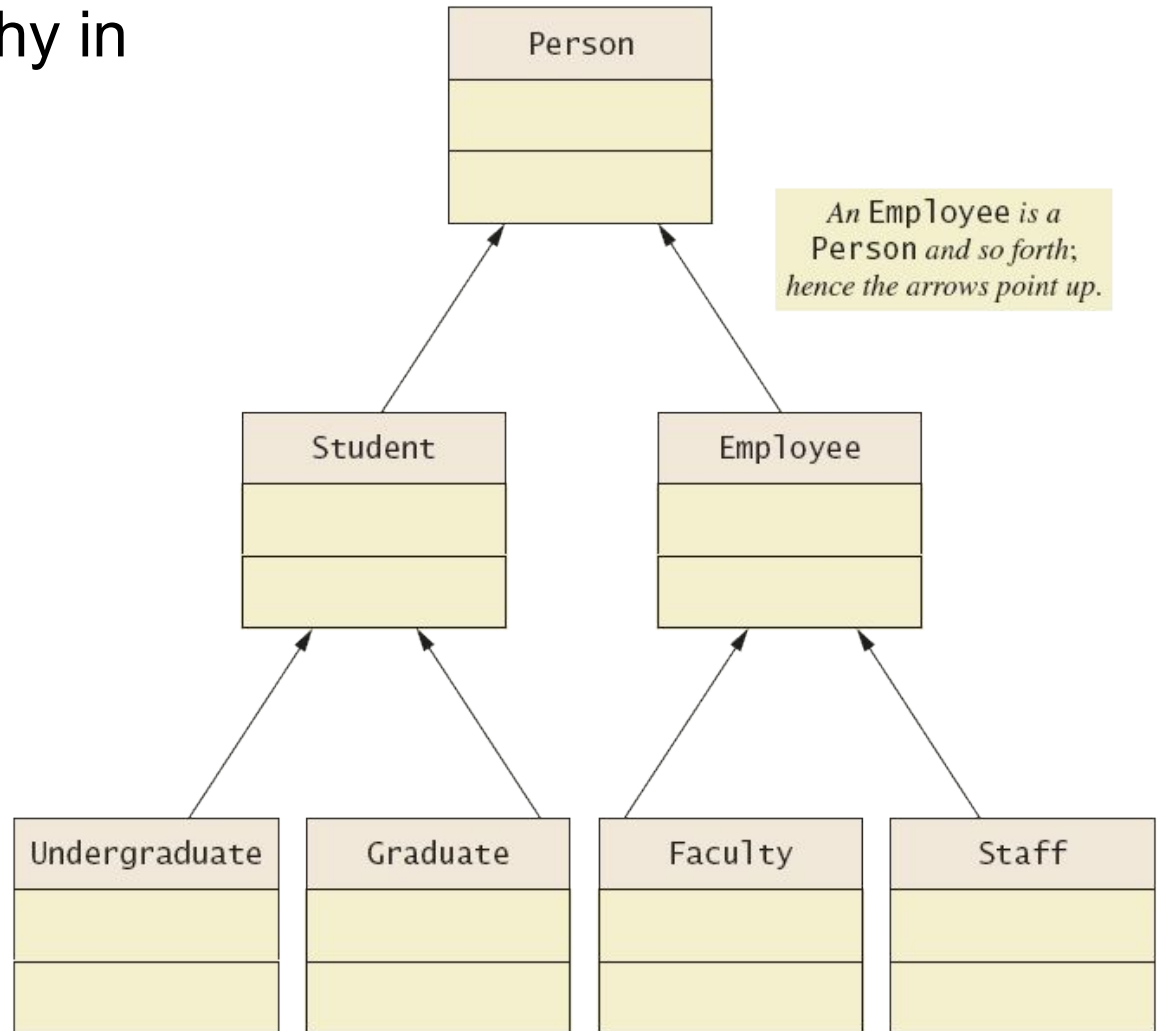 hy in
Person
An Employee is a
Person and so forth;
hence the arrows point up.
Student
Employee
Undergraduate
Graduate
Faculty
Staff